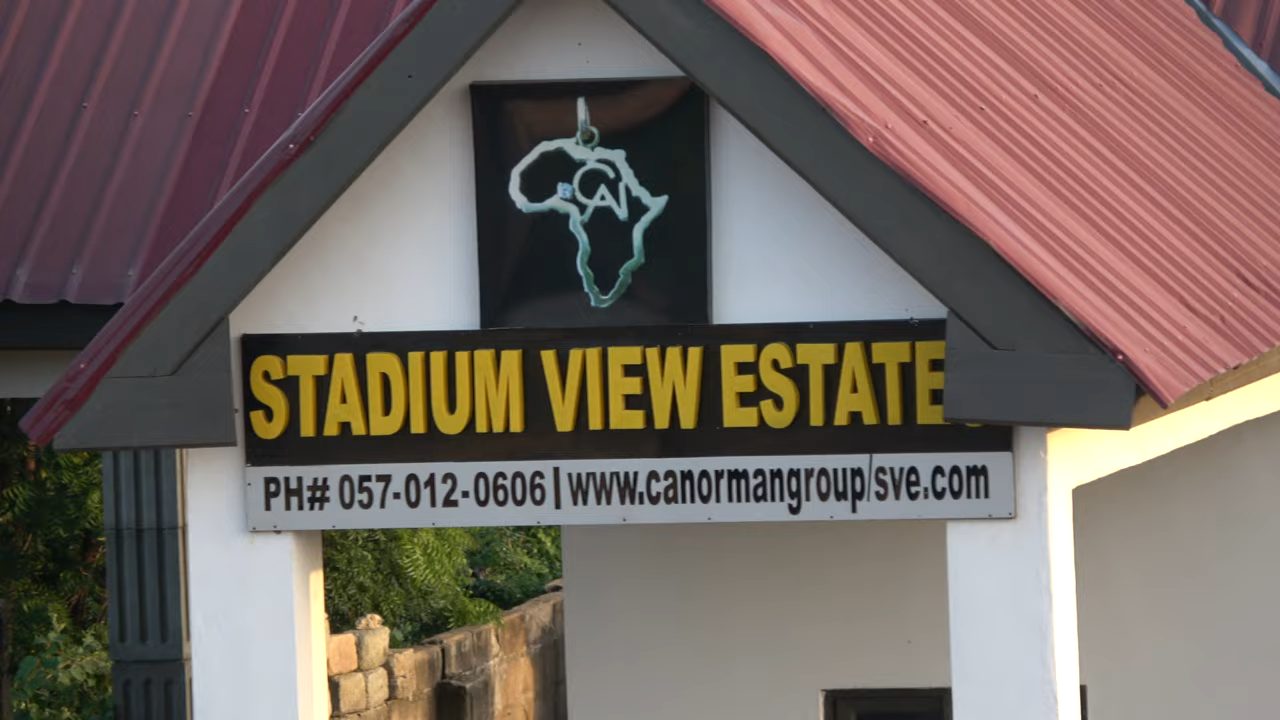 CAN
STADIUM VIEW ESTATE
PH# 057-012-0606 | www.canormangroup/sve.com